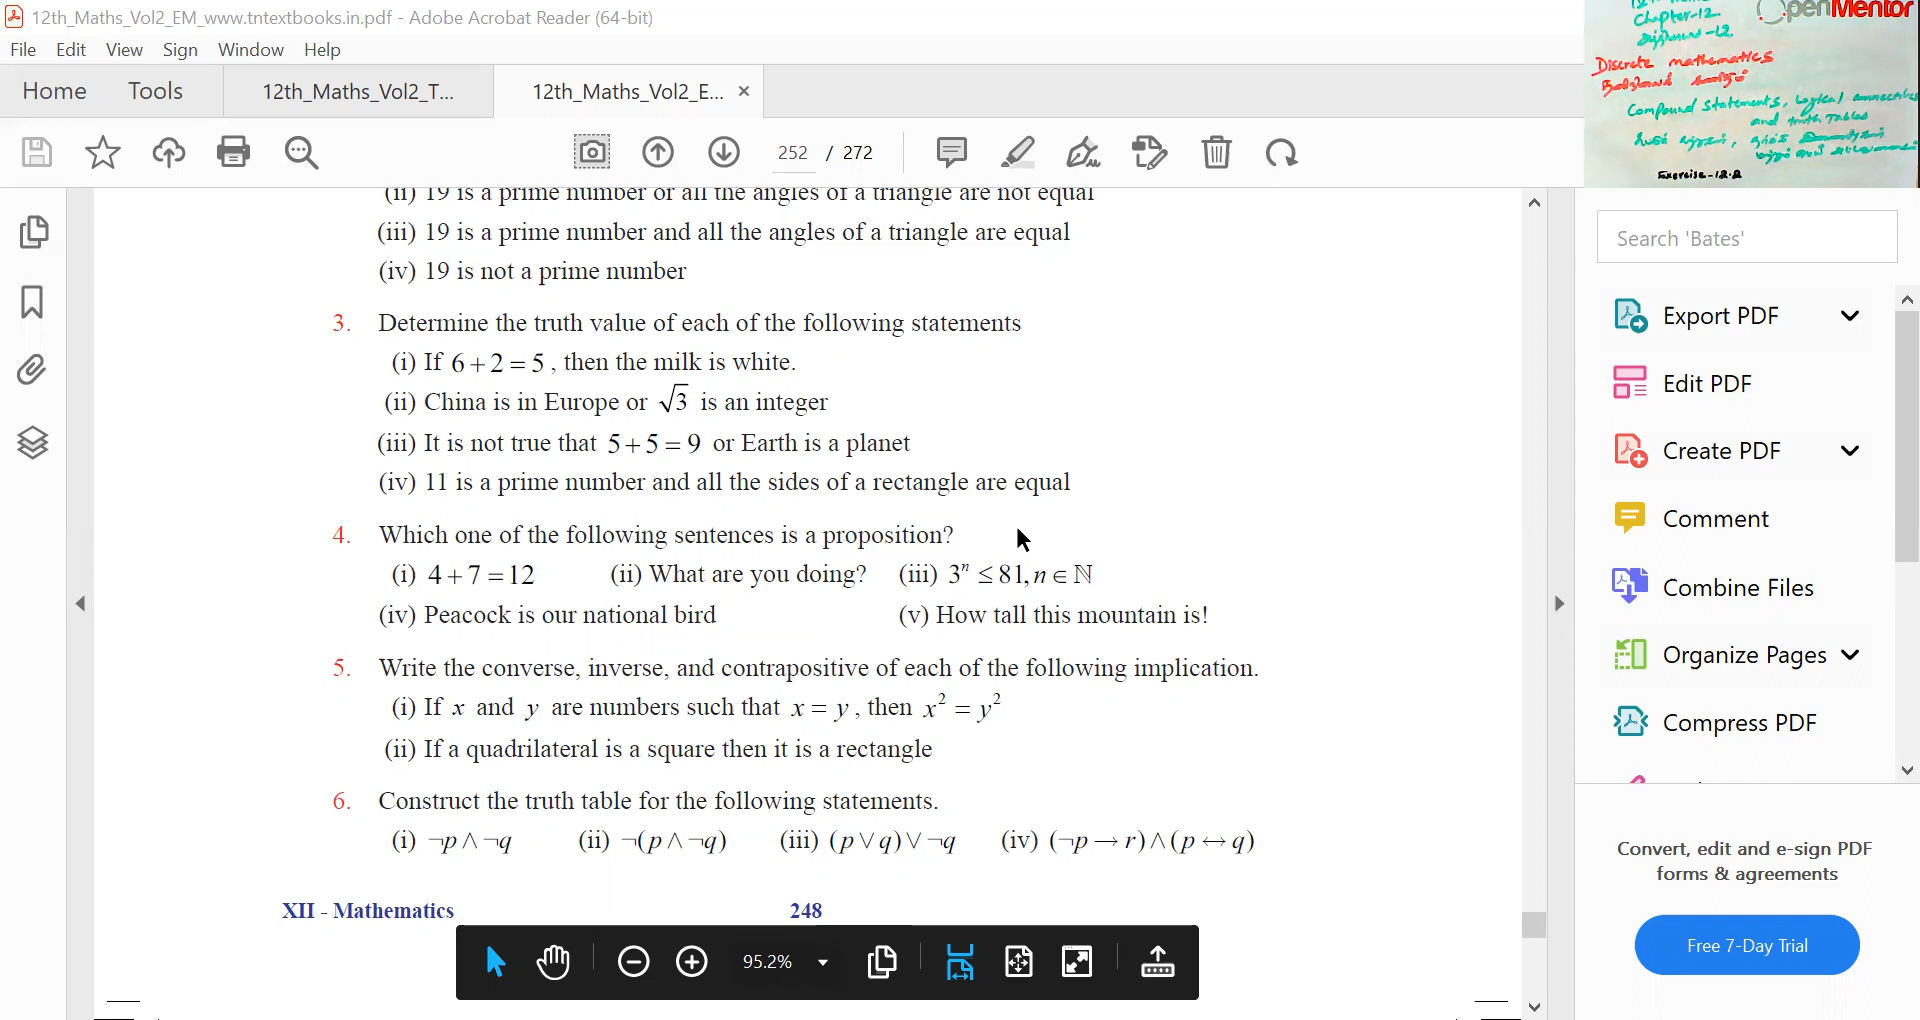 12th_Maths_Vol2_EM_www.tntextbooks.in.pdf - Adobe Acrobat Reader (64-bit)
File Edit View Sign Window Help
Home Tools 12th_Maths_Vol2_T... 12th_Maths_Vol2_E... ×
252 / 272
Chapter-12
OpenMentor
Discrete mathematics
Compound Statements, Logical connectives
and truth Tables
Exercise-12.2
(ii) 19 is a prime number or all the angles of a triangle are not equal
(iii) 19 is a prime number and all the angles of a triangle are equal
(iv) 19 is not a prime number
3. Determine the truth value of each of the following statements
(i) If 6+2=5, then the milk is white.
(ii) China is in Europe or √3 is an integer
(iii) It is not true that 5+5=9 or Earth is a planet
(iv) 11 is a prime number and all the sides of a rectangle are equal
4. Which one of the following sentences is a proposition?
(i) 4+7=12 (ii) What are you doing? (iii) 3ⁿ ≤81, n∈ℕ
(iv) Peacock is our national bird (v) How tall this mountain is!
5. Write the converse, inverse, and contrapositive of each of the following implication.
(i) If x and y are numbers such that x = y, then x² = y²
(ii) If a quadrilateral is a square then it is a rectangle
6. Construct the truth table for the following statements.
(i) ¬p∧¬q (ii) ¬(p∧¬q) (iii) (p∨q)∨¬q (iv) (¬p→r)∧(p↔q)
XII - Mathematics 248
95.2%
Search 'Bates'
Export PDF
Edit PDF
Create PDF
Comment
Combine Files
Organize Pages
Compress PDF
Convert, edit and e-sign PDF
forms & agreements
Free 7-Day Trial